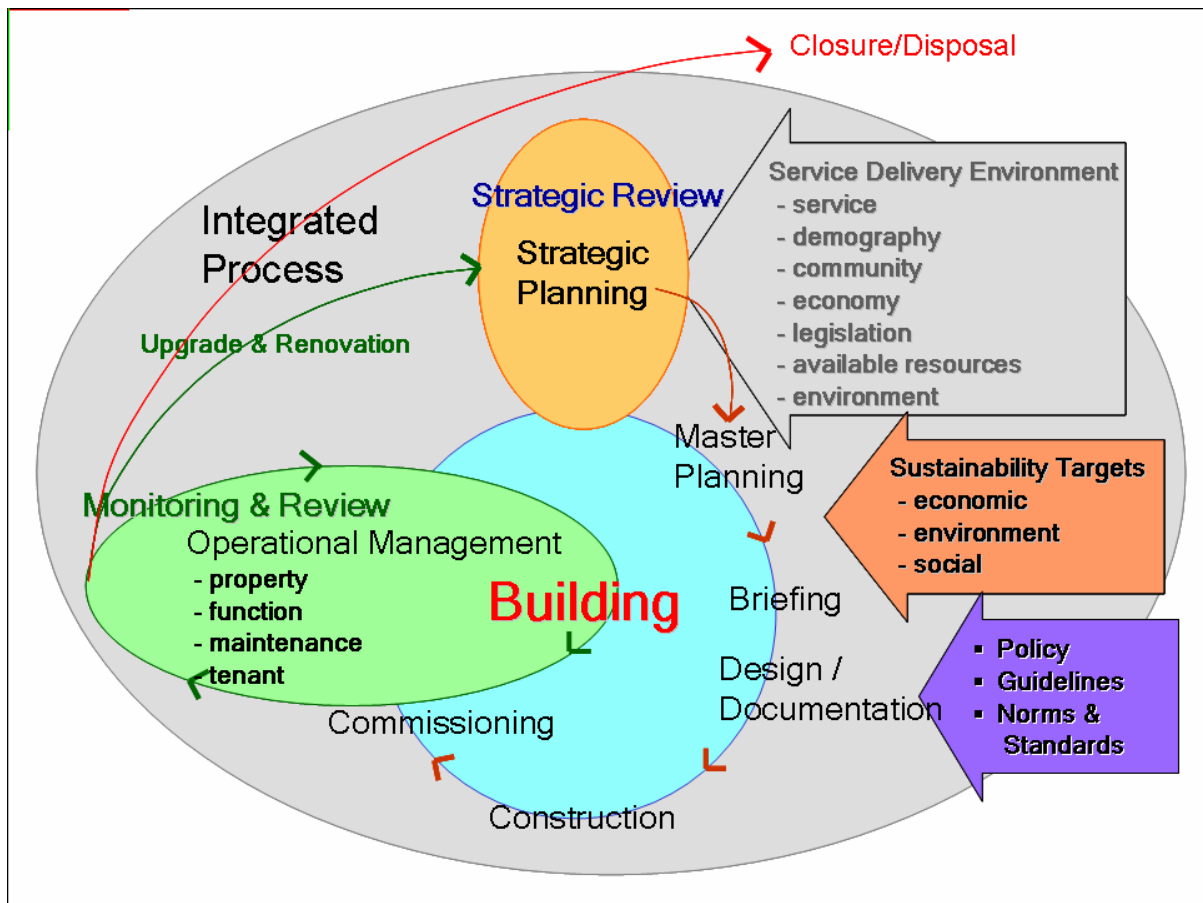 Closure/Disposal
Integrated
Process
Strategic Review
Strategic
Planning
Upgrade & Renovation
Service Delivery Environment
- service
- demography
- community
- economy
- legislation
- available resources
- environment
Master
Planning
Sustainability Targets
- economic
- environment
- social
Monitoring & Review
Operational Management
- property
- function
- maintenance
- tenant
Building
Briefing
Design /
Documentation
▪ Policy
▪ Guidelines
▪ Norms &
Standards
Commissioning
Construction